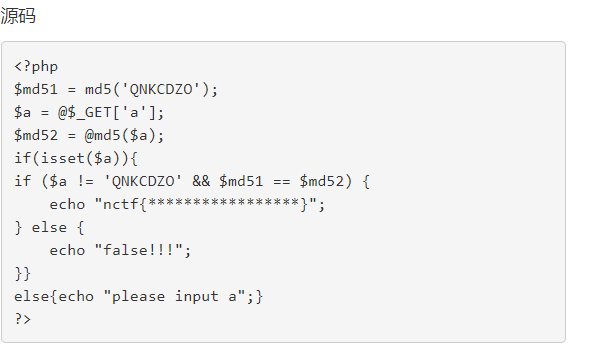 源码
<?php
$md51 = md5('QNKCDZO');
$a = @$_GET['a'];
$md52 = @md5($a);
if(isset($a)){
if ($a != 'QNKCDZO' && $md51 == $md52) {
    echo "nctf{*****************}";
} else {
    echo "false!!!";
}}
else{echo "please input a";}
?>